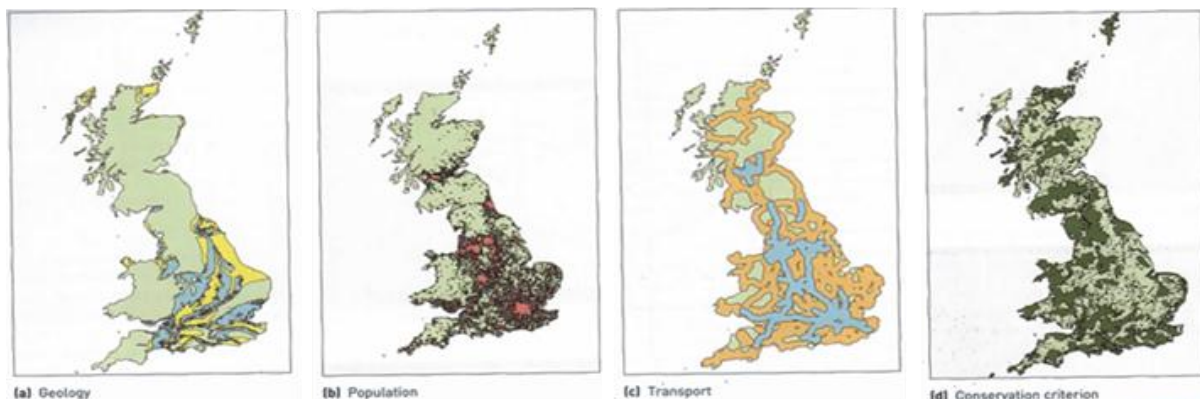 (a) Geology
(b) Population
(c) Transport
(d) Conservation criterion